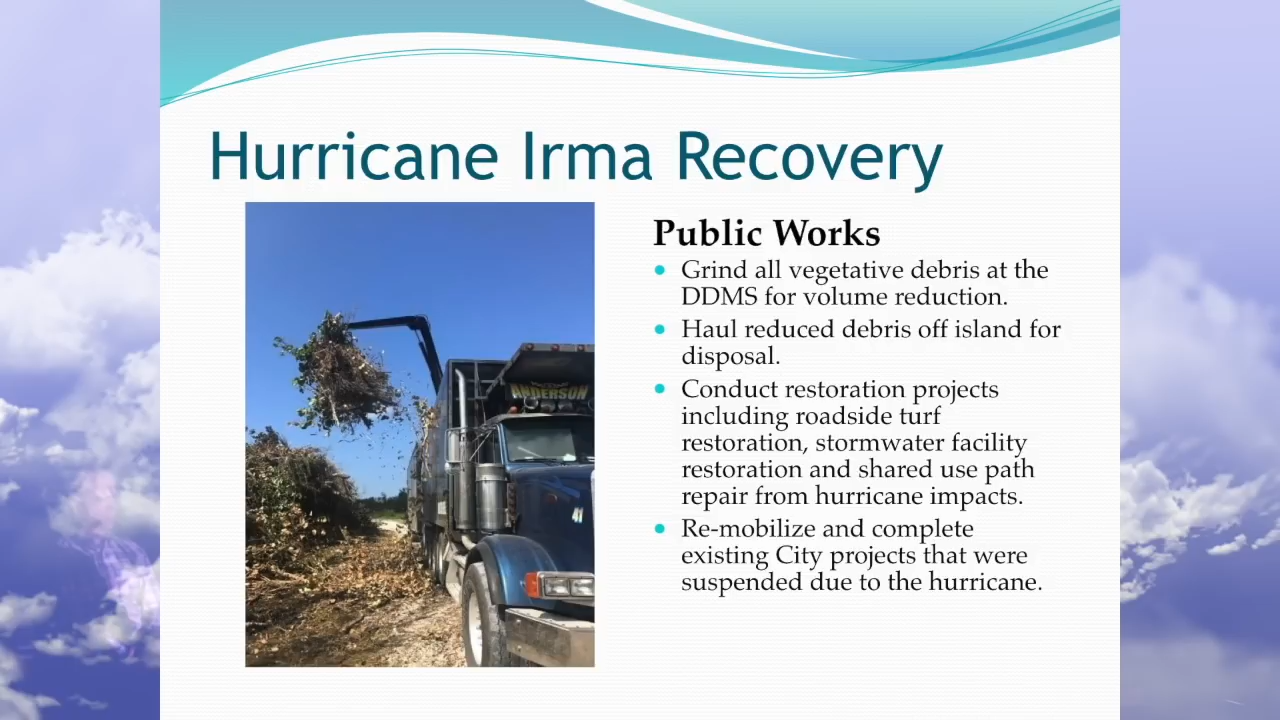 Hurricane Irma Recovery
ANDERSON
Public Works
• Grind all vegetative debris at the
DDMS for volume reduction.
• Haul reduced debris off island for
disposal.
• Conduct restoration projects
including roadside turf
restoration, stormwater facility
restoration and shared use path
repair from hurricane impacts.
• Re-mobilize and complete
existing City projects that were
suspended due to the hurricane.